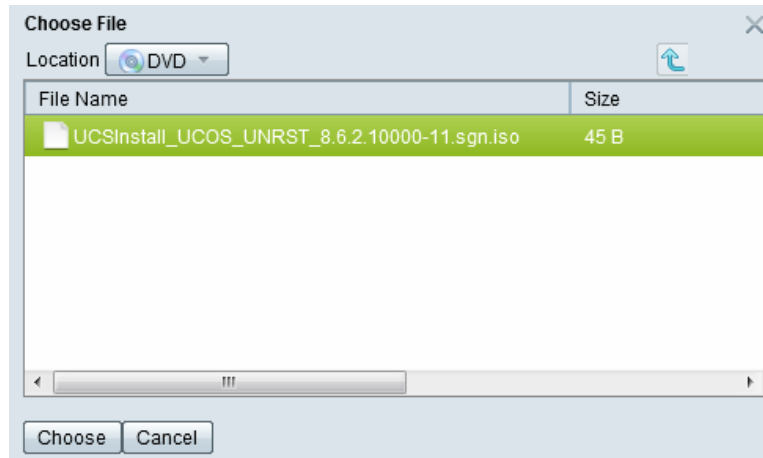 Choose File
Location DVD
File Name Size
UCSInstall_UCOS_UNRST_8.6.2.10000-11.sgn.iso 45 B
Choose Cancel